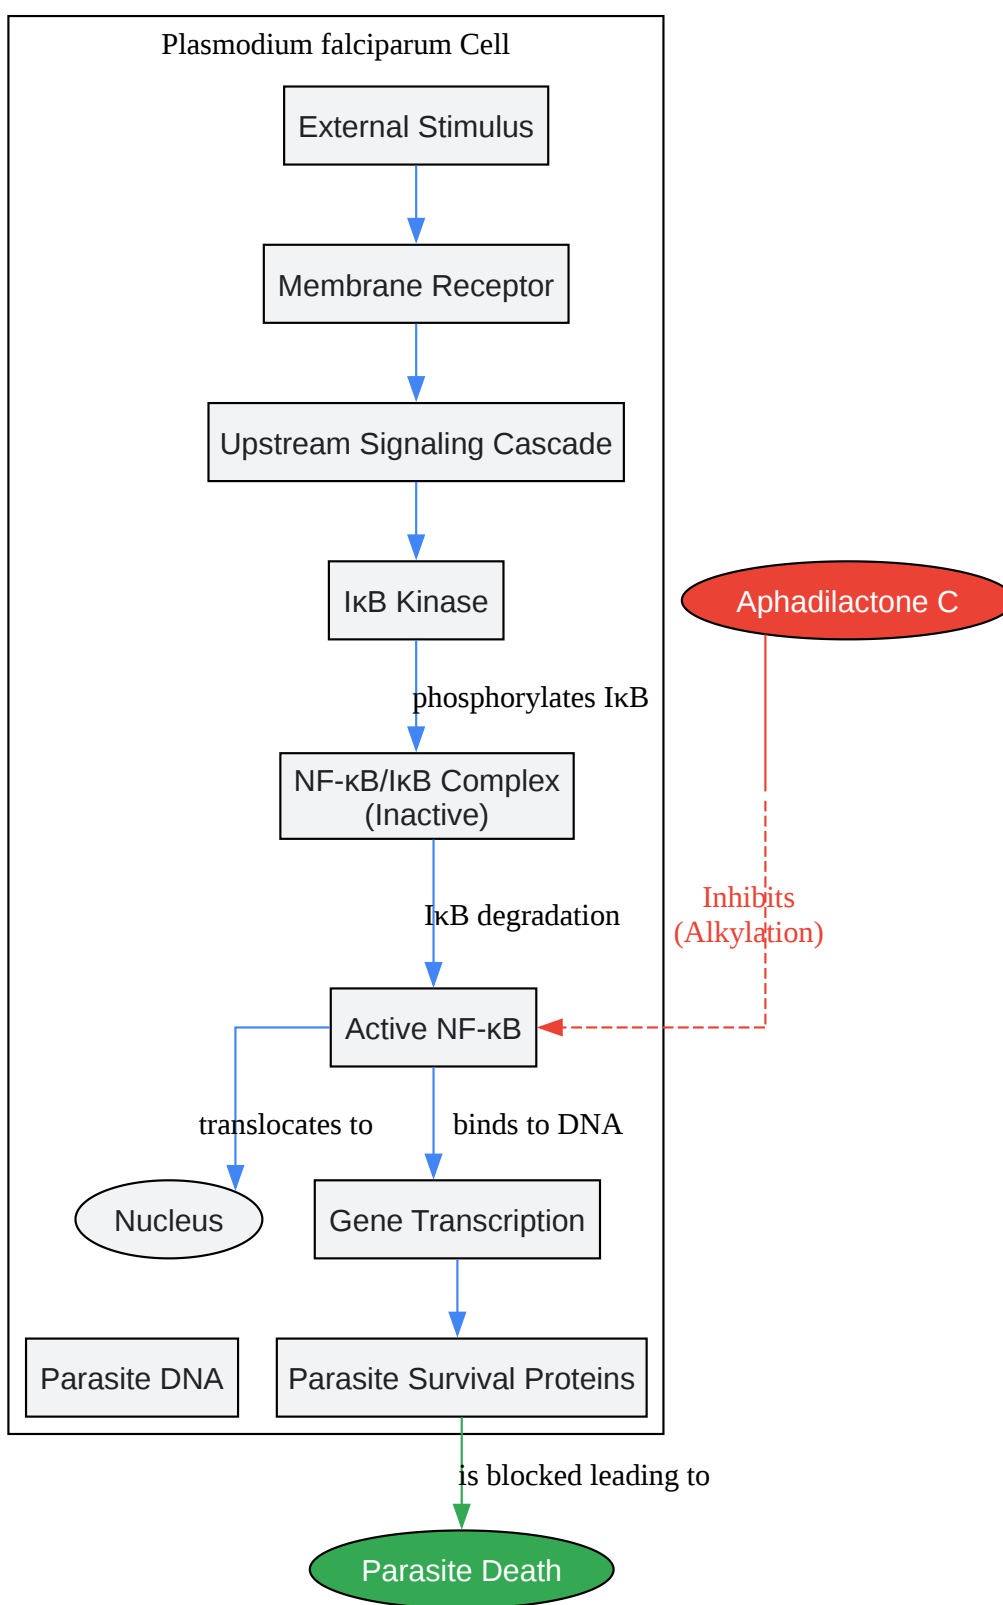 Plasmodium falciparum Cell
External Stimulus
Membrane Receptor
Upstream Signaling Cascade
IκB Kinase
Aphadilactone C
phosphorylates IκB
NF-κB/IκB Complex
(Inactive)
Inhibits
(Alkylation)
IκB degradation
Active NF-κB
translocates to
binds to DNA
Nucleus
Gene Transcription
Parasite DNA
Parasite Survival Proteins
is blocked leading to
Parasite Death